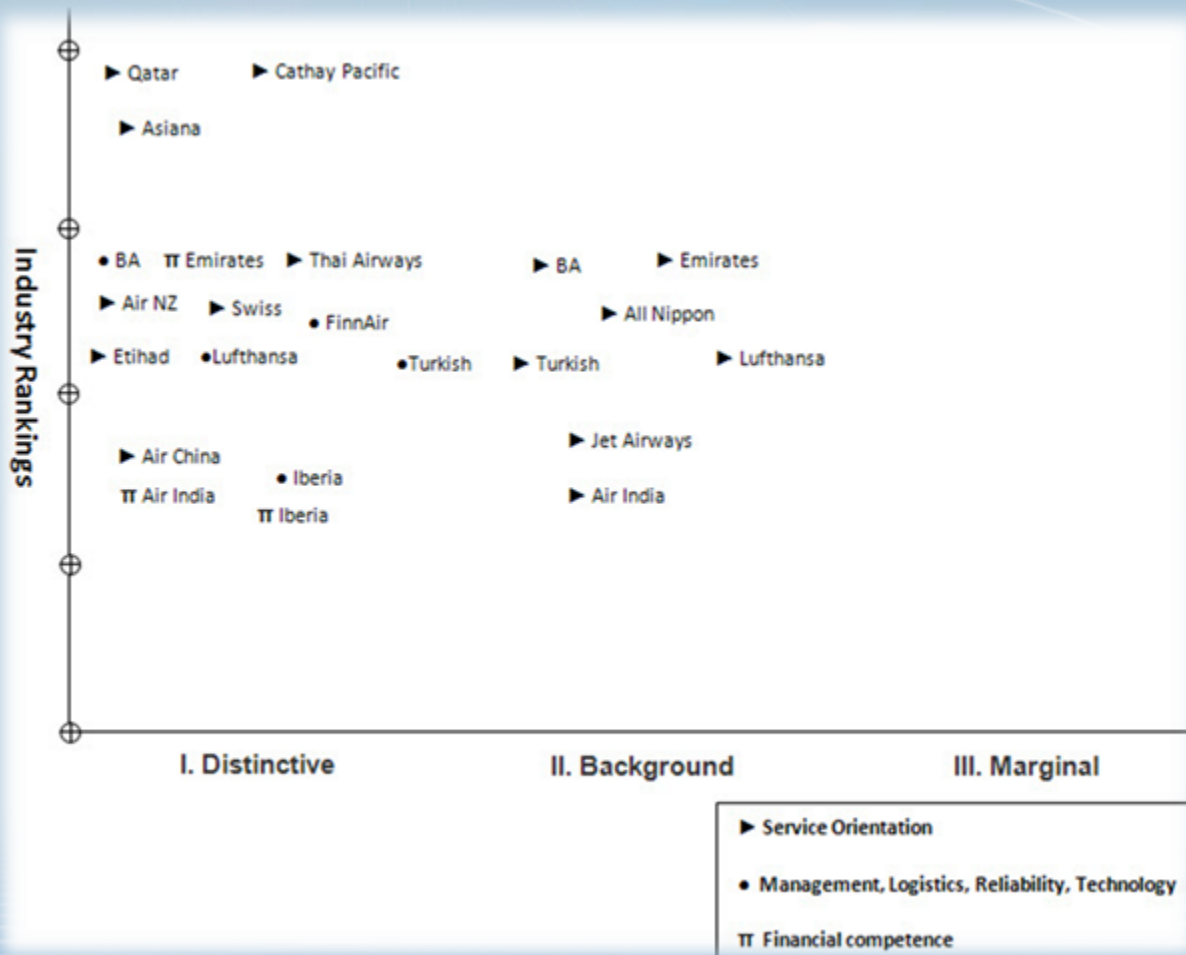 Industry Rankings
► Qatar ► Cathay Pacific
► Asiana
● BA π Emirates ► Thai Airways ► BA ► Emirates
► Air NZ ► Swiss ● FinnAir ► All Nippon
► Etihad ●Lufthansa ●Turkish ► Turkish ► Lufthansa
► Jet Airways
► Air China
● Iberia
π Air India ► Air India
π Iberia
I. Distinctive II. Background III. Marginal
► Service Orientation
● Management, Logistics, Reliability, Technology
π Financial competence